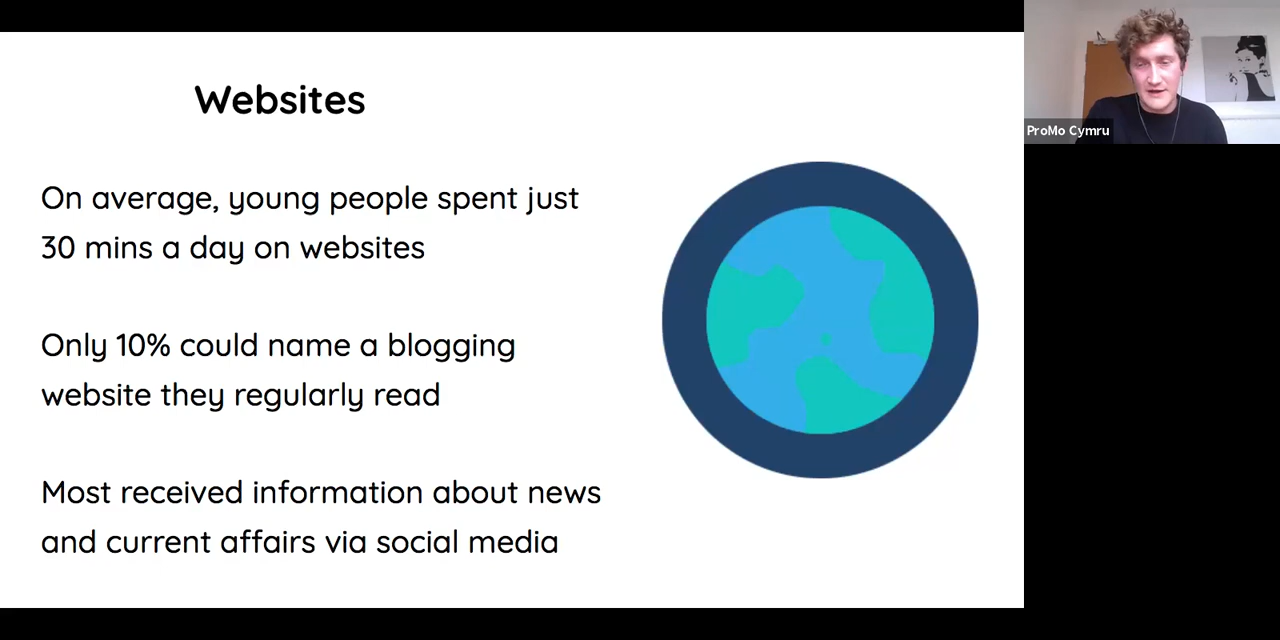 Websites
On average, young people spent just
30 mins a day on websites
Only 10% could name a blogging
website they regularly read
Most received information about news
and current affairs via social media
ProMo Cymru